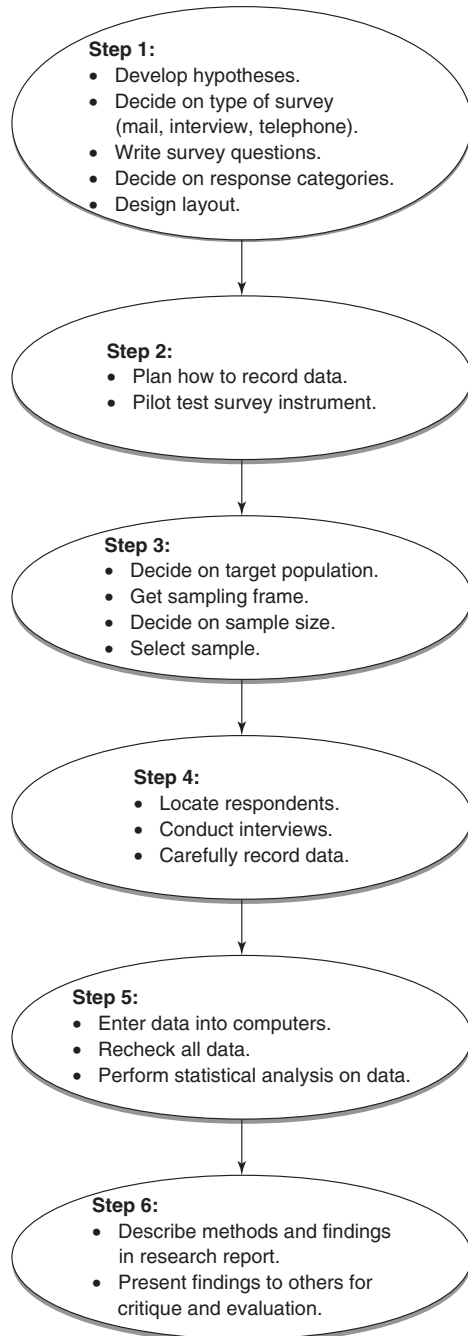 Step 1:
• Develop hypotheses.
• Decide on type of survey
(mail, interview, telephone).
• Write survey questions.
• Decide on response categories.
• Design layout.
Step 2:
• Plan how to record data.
• Pilot test survey instrument.
Step 3:
• Decide on target population.
• Get sampling frame.
• Decide on sample size.
• Select sample.
Step 4:
• Locate respondents.
• Conduct interviews.
• Carefully record data.
Step 5:
• Enter data into computers.
• Recheck all data.
• Perform statistical analysis on data.
Step 6:
• Describe methods and findings
in research report.
• Present findings to others for
critique and evaluation.